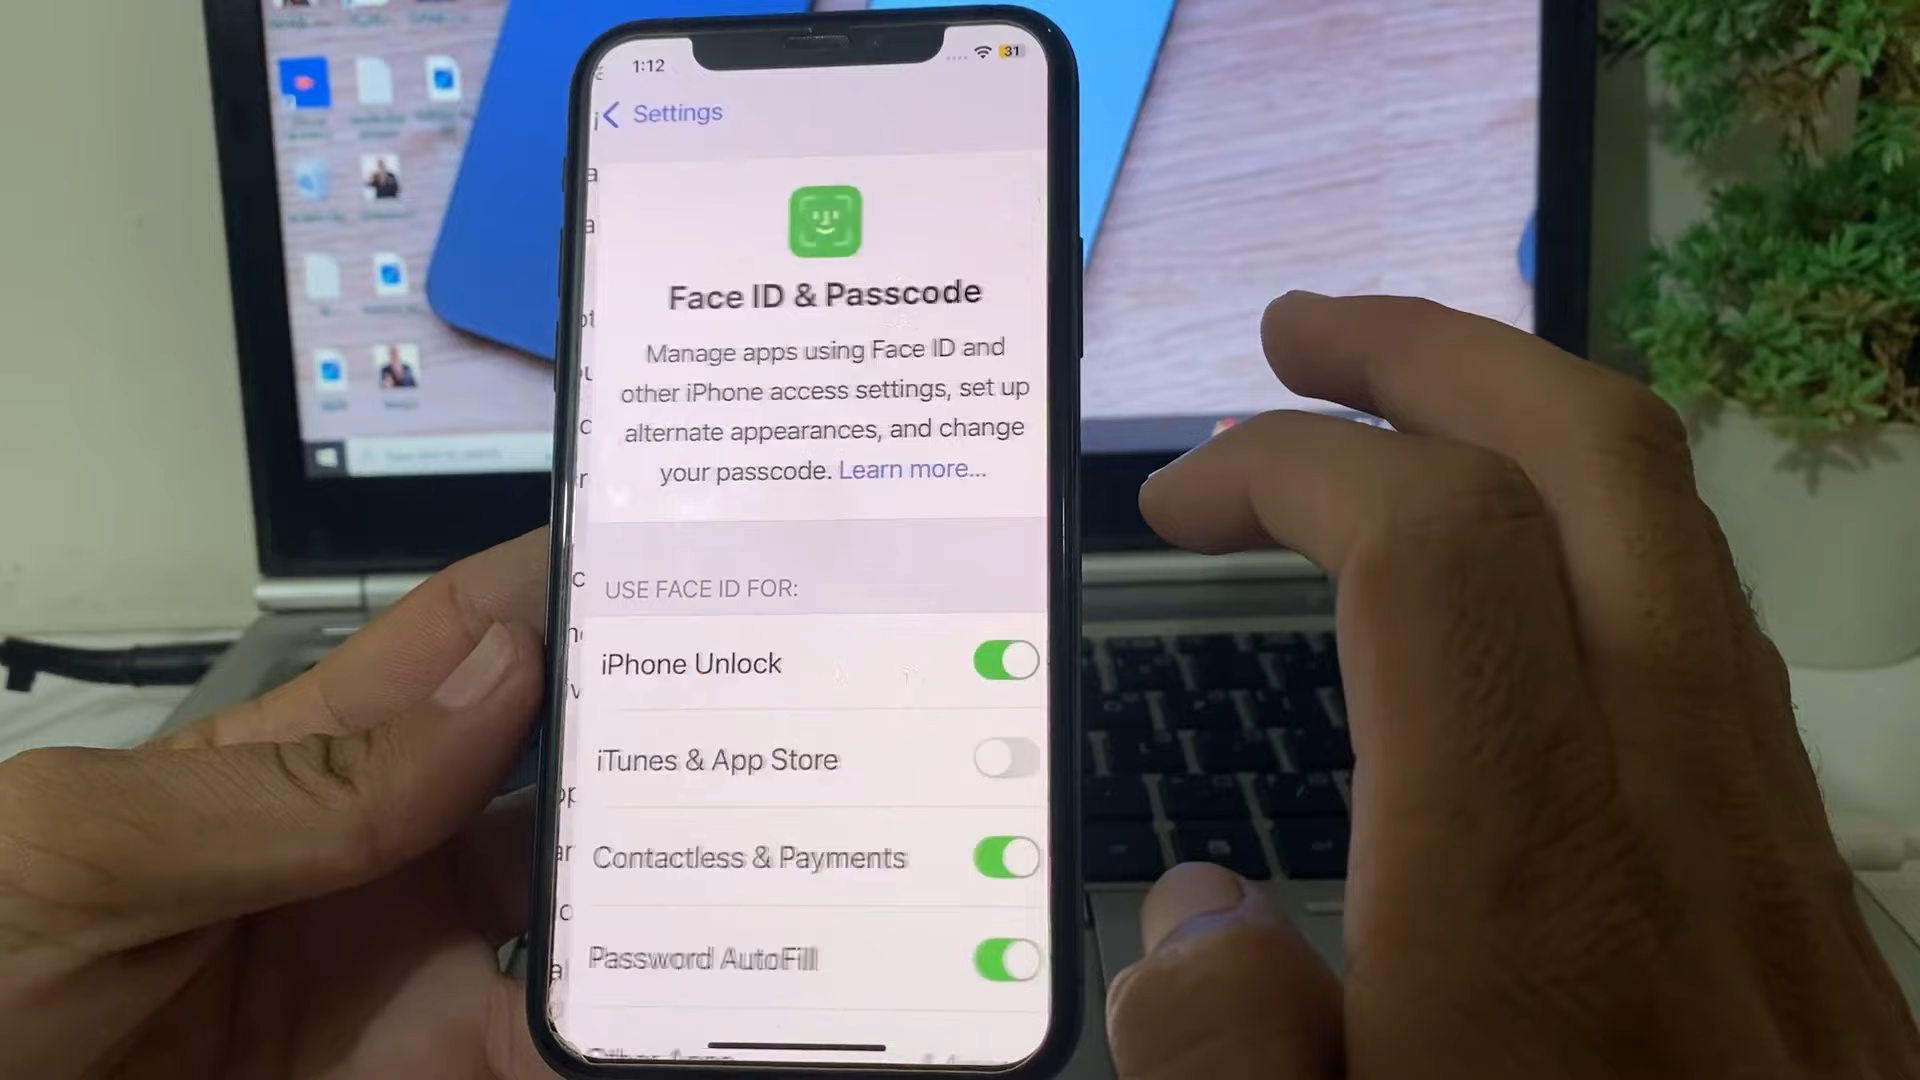 1:12
31
Settings
Face ID & Passcode
Manage apps using Face ID and
other iPhone access settings, set up
alternate appearances, and change
your passcode. Learn more...
USE FACE ID FOR:
iPhone Unlock
iTunes & App Store
Contactless & Payments
Password AutoFill